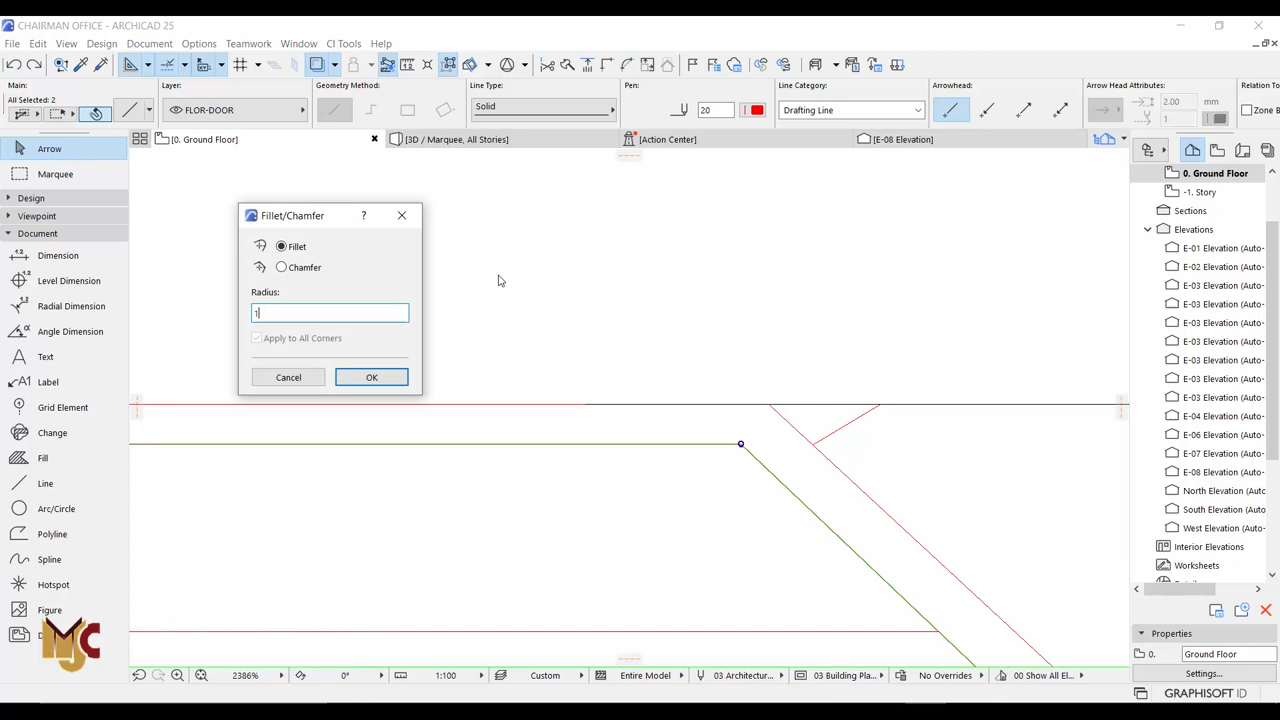 CHAIRMAN OFFICE - ARCHICAD 25
File Edit View Design Document Options Teamwork Window CI Tools Help
Main: Layer: Geometry Method: Line Type: Pen: Line Category: Arrowhead: Arrow Head Attributes: Relation To
All Selected: 2 FLOR-DOOR Solid 20 Drafting Line 2.00 mm Zone B
1
[0. Ground Floor] [3D / Marquee, All Stories] [Action Center] [E-08 Elevation]
Arrow
Marquee
Design
Viewpoint
Document
Dimension
Level Dimension
Radial Dimension
Angle Dimension
Text
Label
Grid Element
Change
Fill
Line
Arc/Circle
Polyline
Spline
Hotspot
Figure
MJC
Fillet/Chamfer ?
Fillet
Chamfer
Radius:
1
Apply to All Corners
Cancel OK
0. Ground Floor
-1. Story
Sections
Elevations
E-01 Elevation (Auto-
E-02 Elevation (Auto-
E-03 Elevation (Auto-
E-03 Elevation (Auto-
E-03 Elevation (Auto-
E-03 Elevation (Auto-
E-03 Elevation (Auto-
E-03 Elevation (Auto-
E-03 Elevation (Auto-
E-04 Elevation (Auto-
E-06 Elevation (Auto-
E-07 Elevation (Auto-
E-08 Elevation (Auto-
North Elevation (Auto
South Elevation (Auto
West Elevation (Auto-
Interior Elevations
Worksheets
Properties
0. Ground Floor
Settings...
2386% 0° 1:100 Custom Entire Model 03 Architectur... 03 Building Pla... No Overrides 00 Show All El...
GRAPHISOFT ID